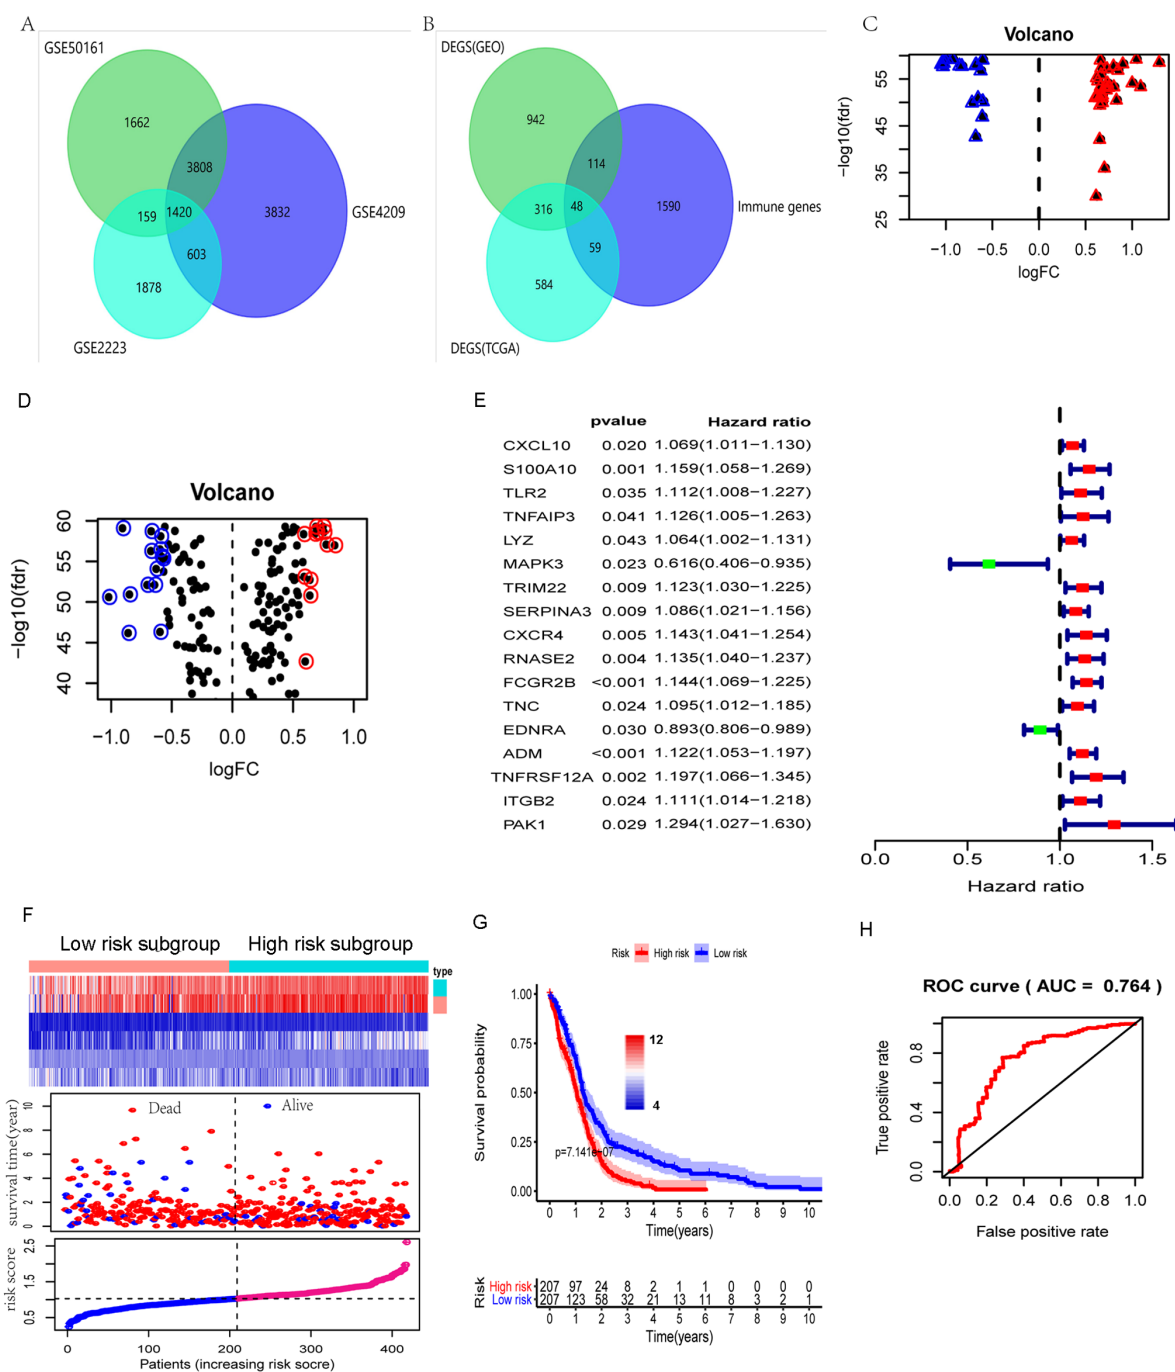 A
GSE50161
1662
3808
159
1420
3832
GSE4209
603
1878
GSE2223
B
DEGS(GEO)
942
114
316
48
1590
Immune genes
59
584
DEGS(TCGA)
C
Volcano
−log10(fdr)
55
45
35
25
−1.0
−0.5
0.0
0.5
1.0
logFC
D
Volcano
−log10(fdr)
60
55
50
45
40
−1.0
−0.5
0.0
0.5
1.0
logFC
E
pvalue Hazard ratio
CXCL10 0.020 1.069(1.011−1.130)
S100A10 0.001 1.159(1.058−1.269)
TLR2 0.035 1.112(1.008−1.227)
TNFAIP3 0.041 1.126(1.005−1.263)
LYZ 0.043 1.064(1.002−1.131)
MAPK3 0.023 0.616(0.406−0.935)
TRIM22 0.009 1.123(1.030−1.225)
SERPINA3 0.009 1.086(1.021−1.156)
CXCR4 0.005 1.143(1.041−1.254)
RNASE2 0.004 1.135(1.040−1.237)
FCGR2B <0.001 1.144(1.069−1.225)
TNC 0.024 1.095(1.012−1.185)
EDNRA 0.030 0.893(0.806−0.989)
ADM <0.001 1.122(1.053−1.197)
TNFRSF12A 0.002 1.197(1.066−1.345)
ITGB2 0.024 1.111(1.014−1.218)
PAK1 0.029 1.294(1.027−1.630)
0.0 0.5 1.0 1.5
Hazard ratio
F
Low risk subgroup High risk subgroup
type
survival time(year)
10
8
6
4
2
0
Dead Alive
risk score
2.5
1.5
0.5
0 100 200 300 400
Patients (increasing risk socre)
G
Risk High risk Low risk
Survival probability
1.00
0.75
0.50
0.25
0.00
12
4
p=7.141e−07
0 1 2 3 4 5 6 7 8 9 10
Time(years)
Risk
High risk 207 97 24 8 2 1 1 0 0 0 0
Low risk 207 123 58 32 21 13 11 8 3 2 1
0 1 2 3 4 5 6 7 8 9 10
Time(years)
H
ROC curve ( AUC = 0.764 )
True positive rate
0.8
0.4
0.0
0.0 0.2 0.4 0.6 0.8 1.0
False positive rate